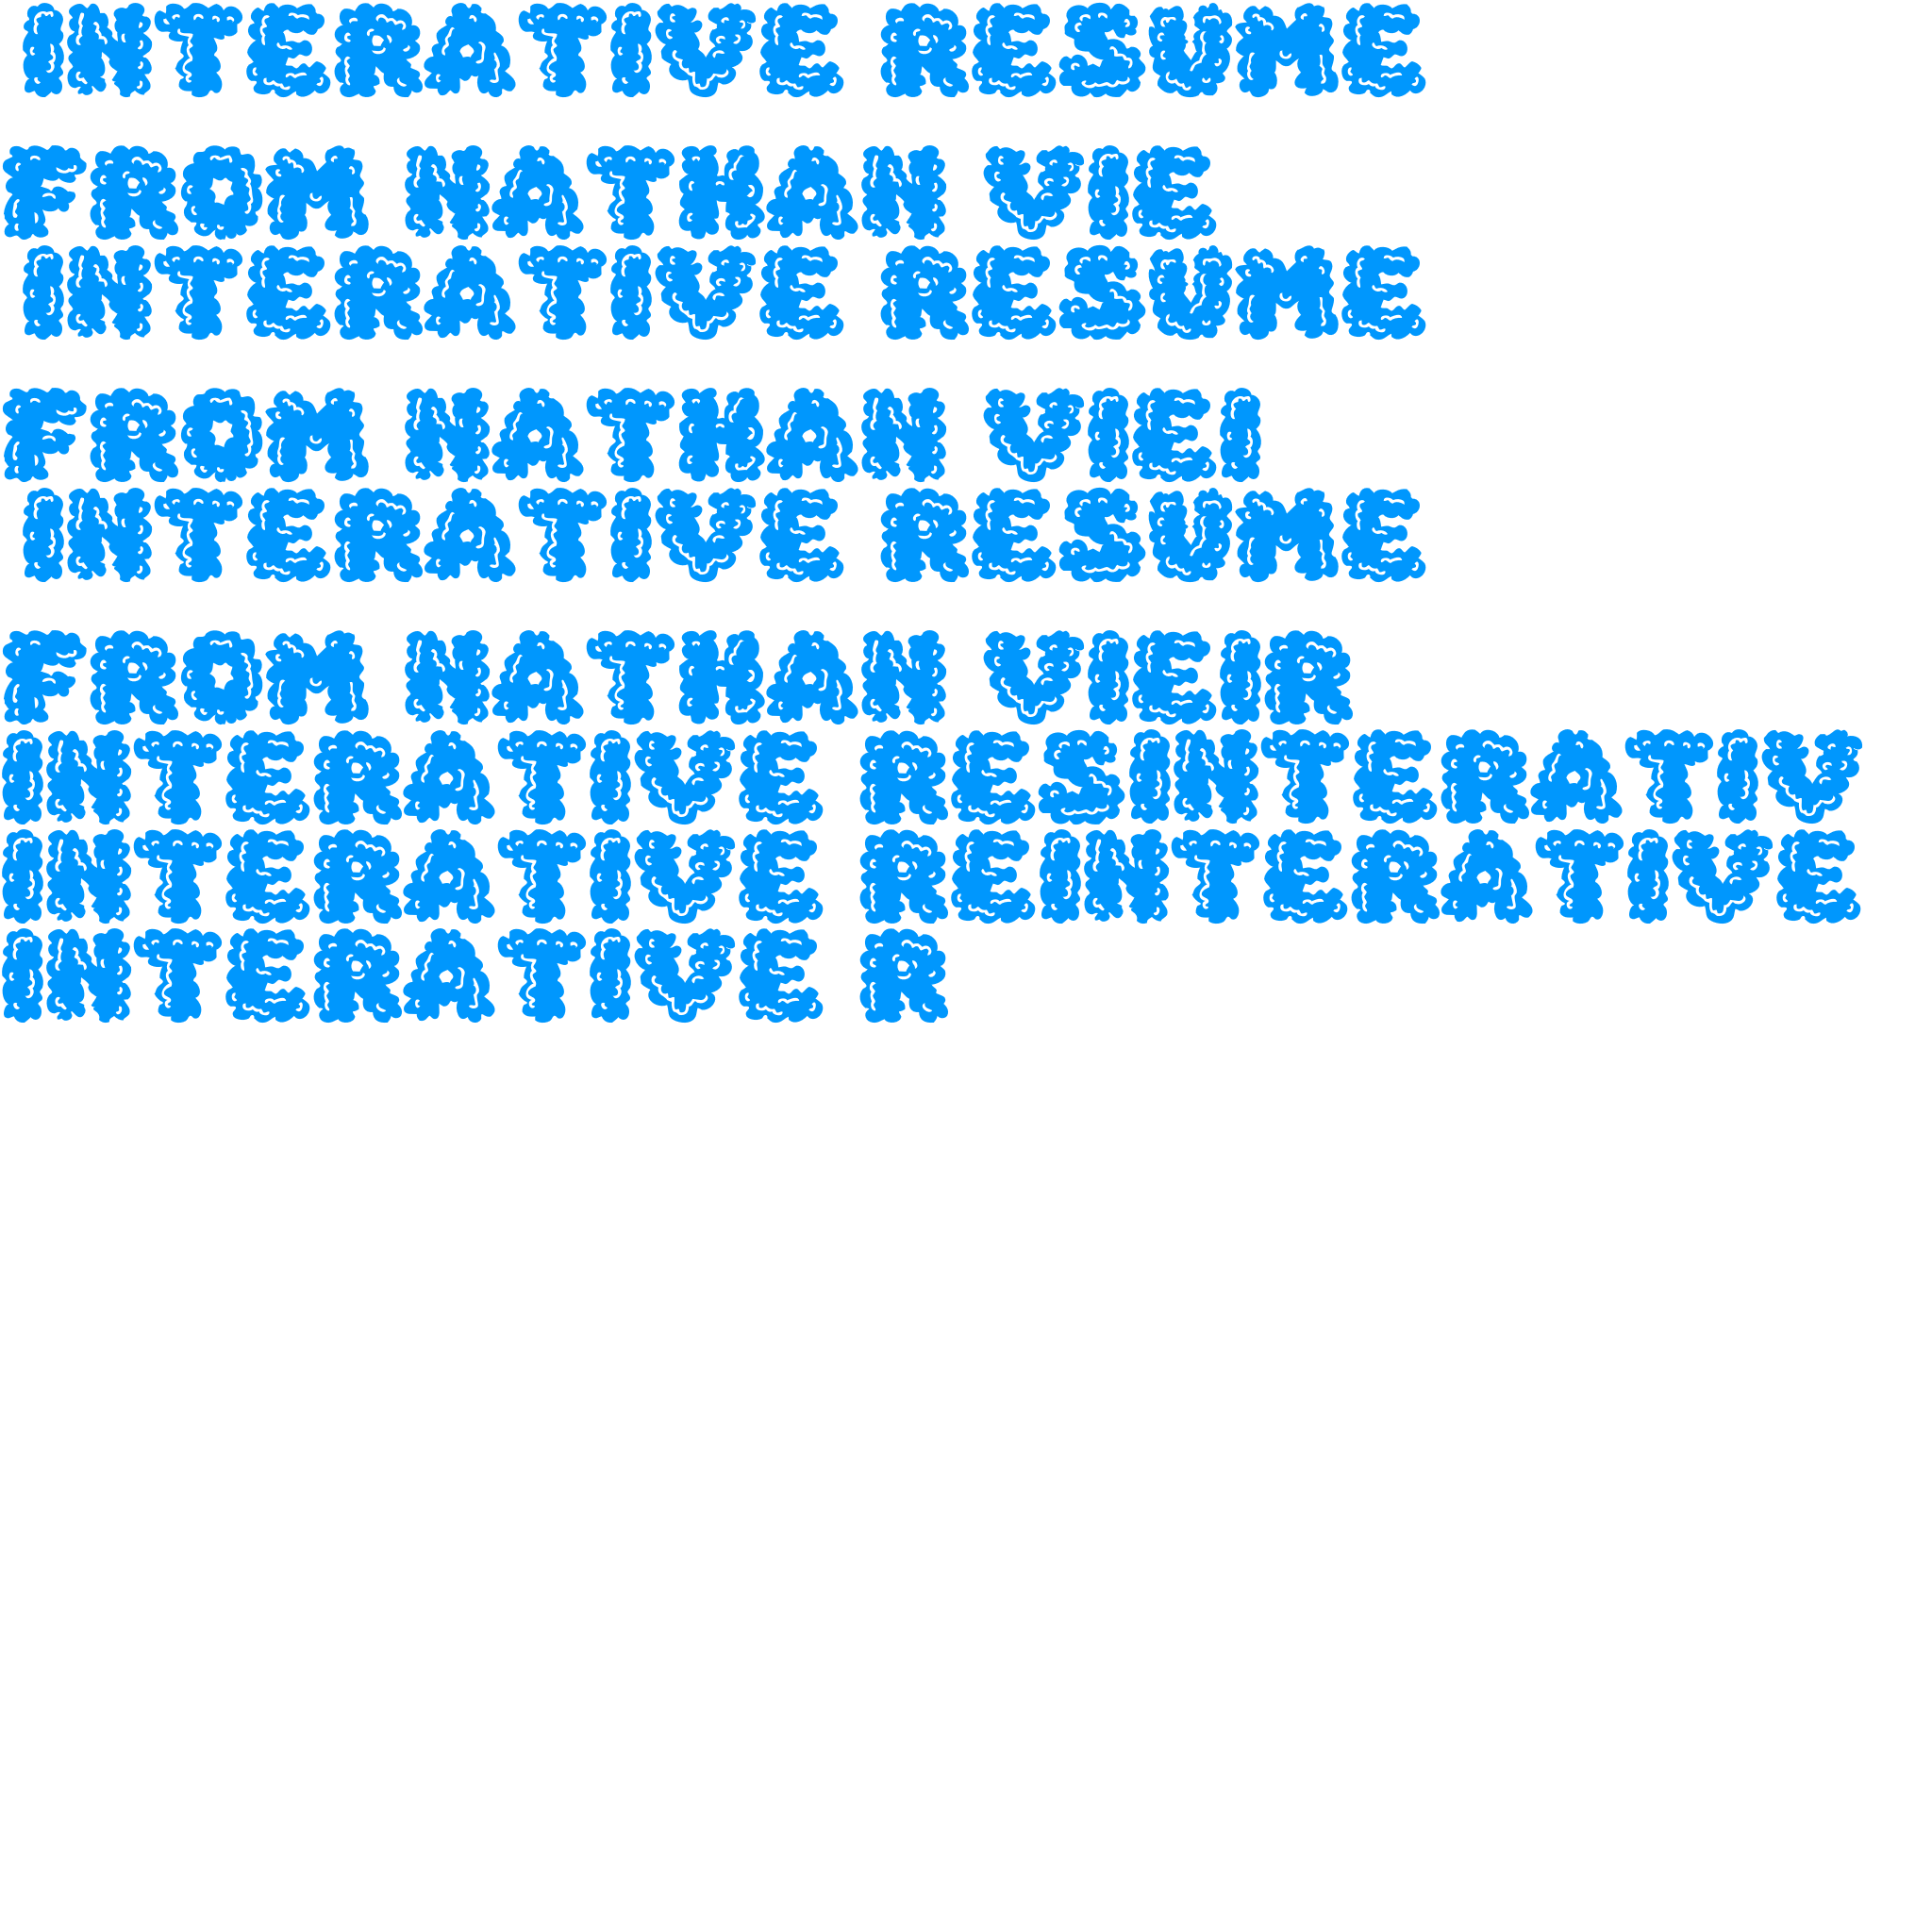 INTERATIVE RESUME
FROM NATHAN VIE
INTERATIVE RESUME
FROM NATHAN VIEI
INTERATIVE RESUME
FROM NATHAN VIEIR
INTERATIVE RESINTERATIV
INTERATIVE REINTERATIVE
INTERATIVE R